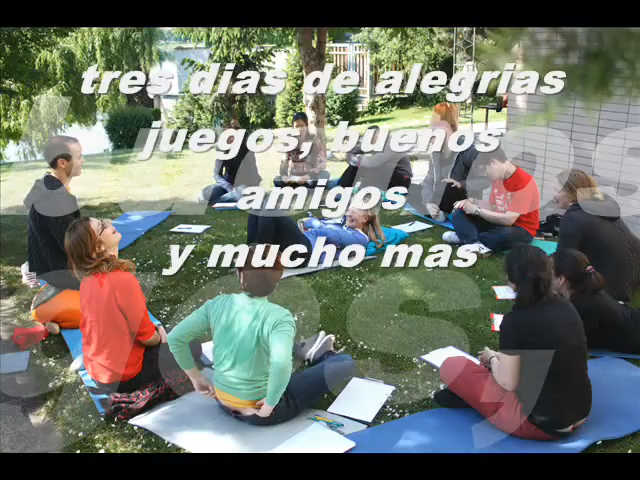 tres dias de alegrias
juegos, buenos
amigos
y mucho mas